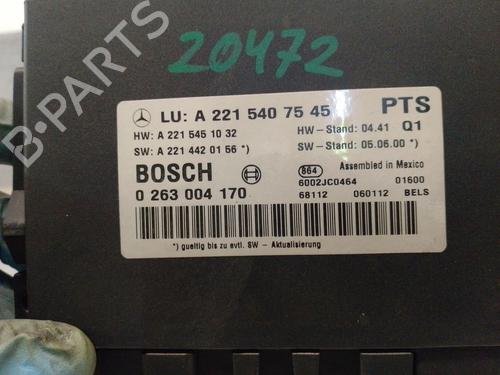 20472
B-PARTS
LU: A 221 540 75 45 PTS
HW: A 221 545 10 32 HW-Stand: 04.41 Q1
SW: A 221 442 01 56 *) SW-Stand: 05.06.00 *)
BOSCH 864 Assembled in Mexico
6002JC0464 01600
0 263 004 170 68112 060112 BELS
*) gueltig bis zu evtl. SW - Aktualisierung